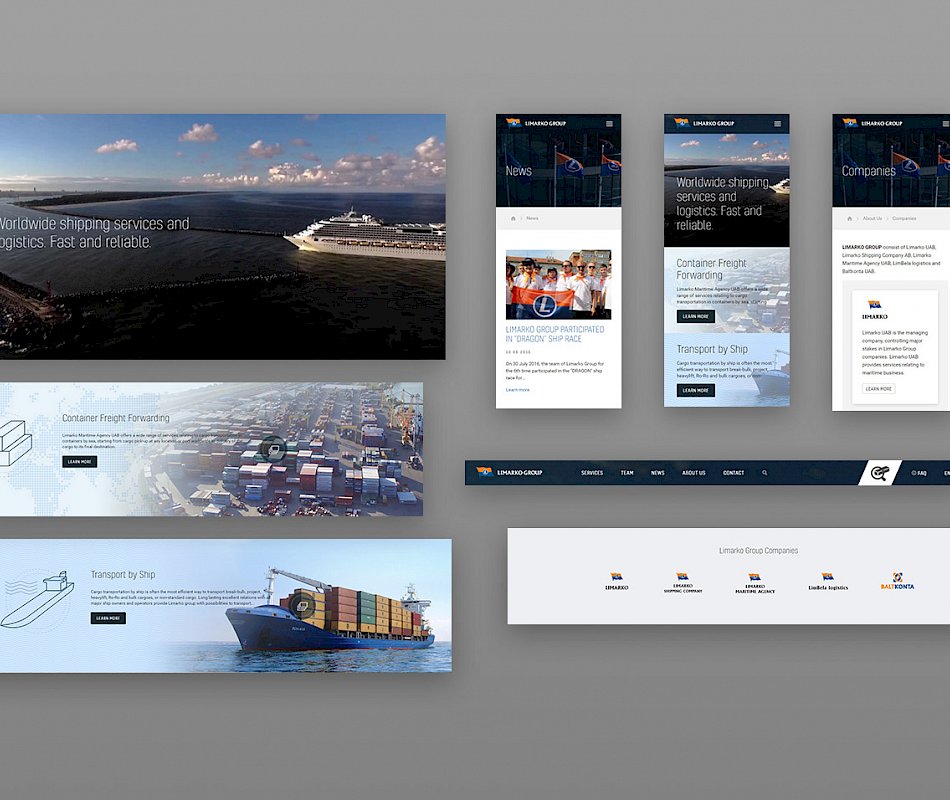 Worldwide shipping services and
logistics. Fast and reliable.
Container Freight Forwarding
Limarko Maritime Agency UAB offers a wide range of services relating to cargo transportation in
containers by sea, starting from cargo pickup at any location
cargo to its final destination.
LEARN MORE
Transport by Ship
Cargo transportation by ship is often the most efficient way to transport break-bulk, project,
heavylift, Ro-Ro and bulk cargoes, or non-standard cargo. Long lasting excellent relations with
major ship owners and operators provide Limarko group with possibilities to transport...
LEARN MORE
LIMARKO GROUP
News
News
LIMARKO GROUP PARTICIPATED
IN "DRAGON" SHIP RACE
On 30 July 2016, the team of Limarko Group for
the 6th time participated in the "DRAGON" ship
race for...
Learn more
LIMARKO GROUP
Worldwide shipping
services and
logistics. Fast and
reliable.
Container Freight
Forwarding
Limarko Maritime Agency UAB offers a wide
range of services relating to cargo
transportation in containers by sea, starting
LEARN MORE
Transport by Ship
Cargo transportation by ship is often the most
efficient way to transport break-bulk, project,
heavylift, Ro-Ro and bulk cargoes, or non-
LEARN MORE
LIMARKO GROUP
Companies
About Us
Companies
LIMARKO GROUP consist of Limarko UAB,
Limarko Shipping Company AB, Limarko
Maritime Agency UAB, LimBela logistics and
Baltkonta UAB.
LIMARKO
Limarko UAB is the managing
company, controlling major
stakes in Limarko Group
companies. Limarko UAB
provides services relating to
maritime business.
LEARN MORE
LIMARKO GROUP
SERVICES
TEAM
NEWS
ABOUT US
CONTACT
FAQ
EN
Limarko Group Companies
LIMARKO
LIMARKO
SHIPPING COMPANY
LIMARKO
MARITIME AGENCY
LimBela logistics
BALTKONTA